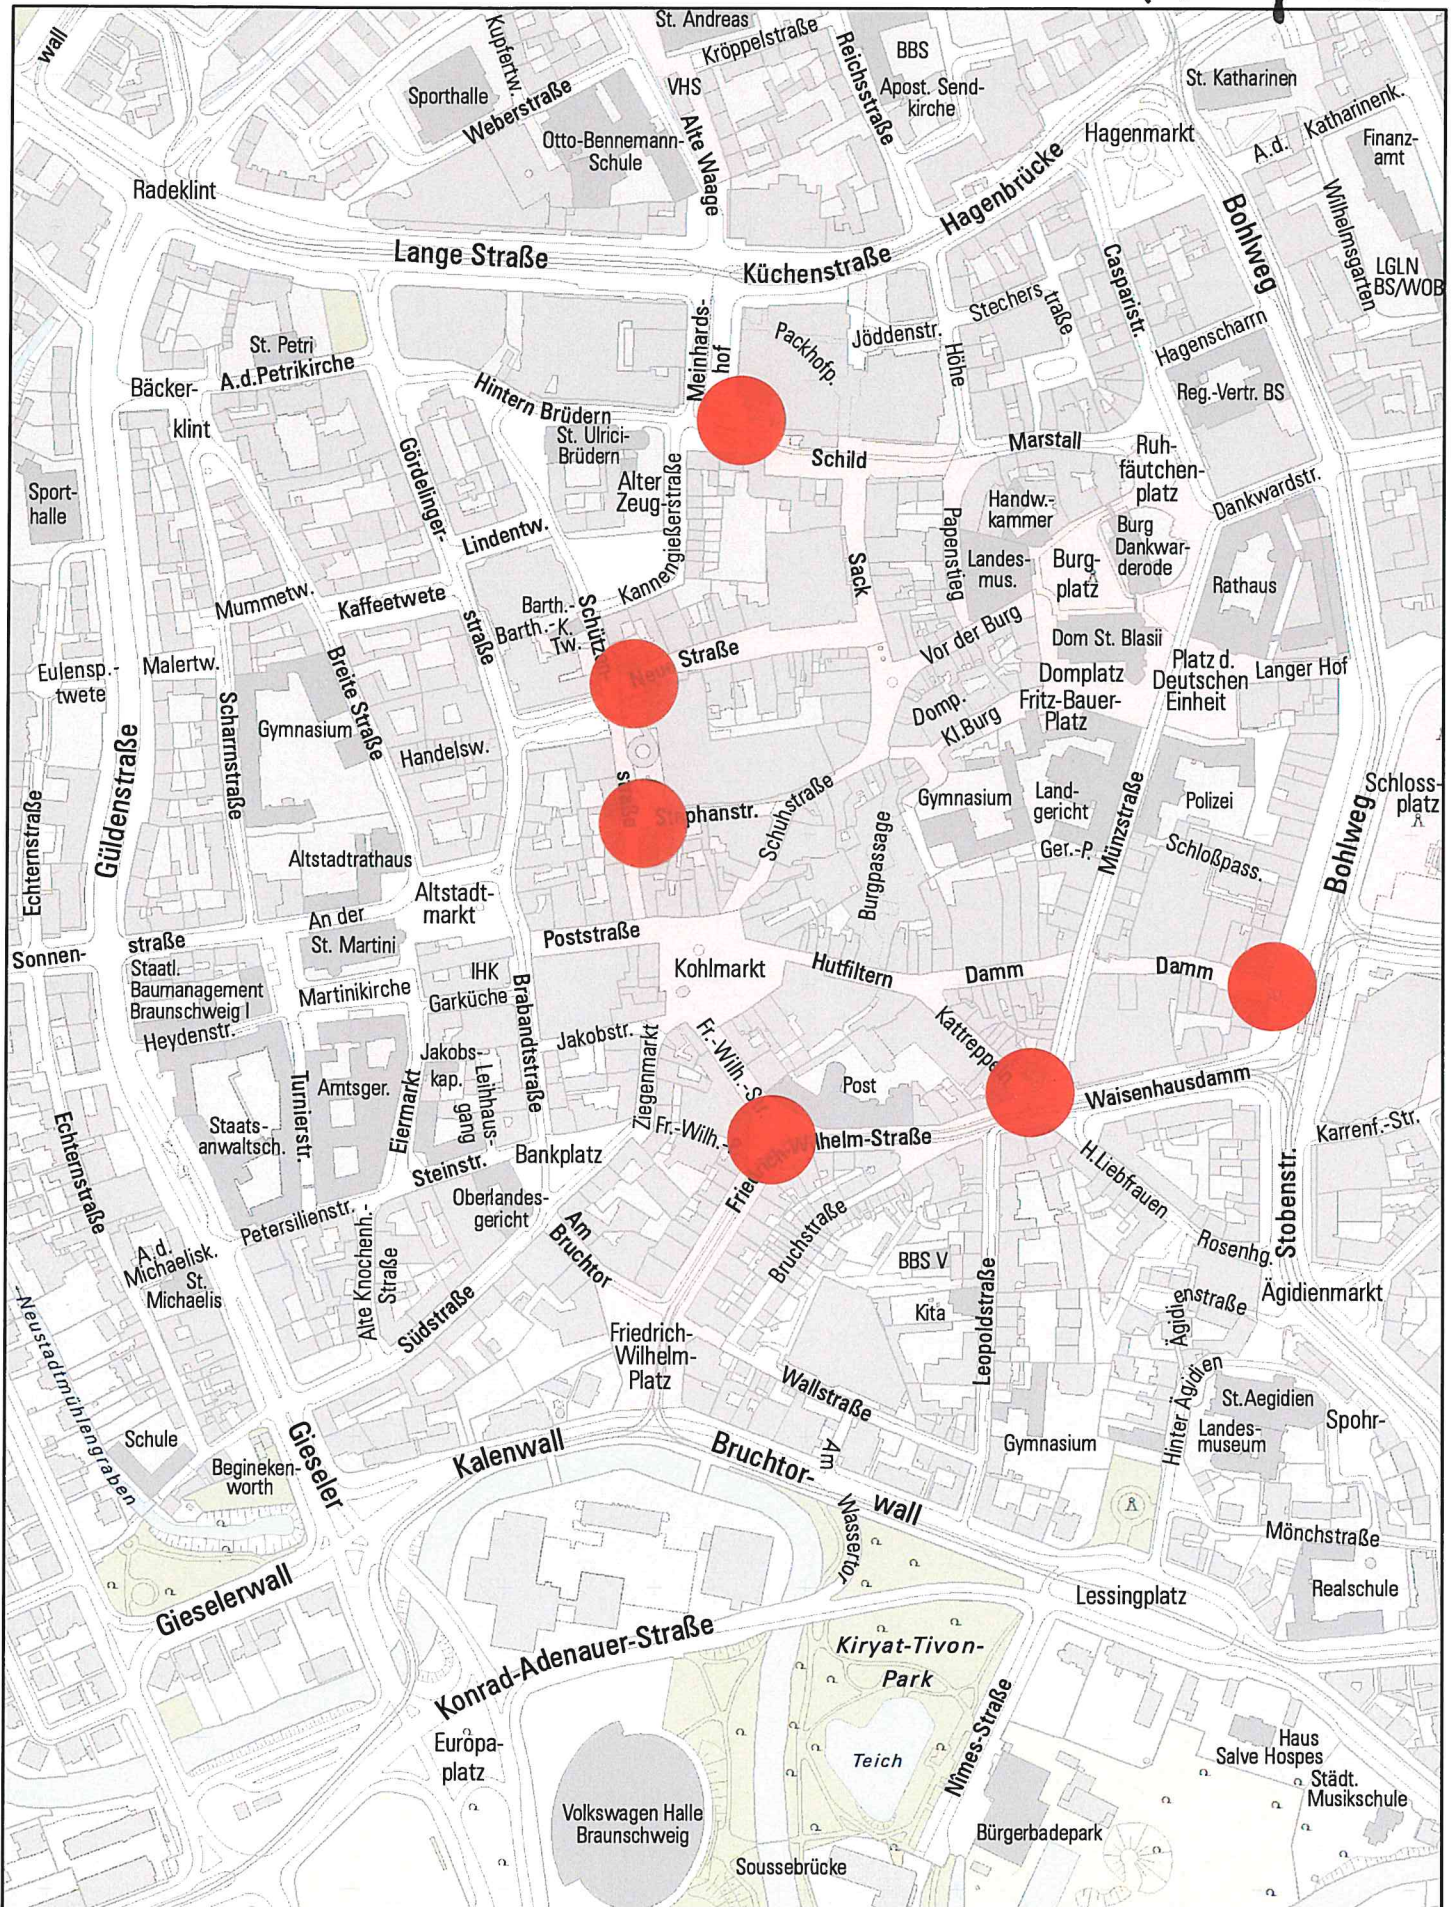 St. Andreas
Kröppelstraße
wall
Kupfertw.
Reichsstraße
BBS
Apost. Send-
kirche
St. Katharinen
VHS
Sporthalle
Weberstraße
Otto-Bennemann-
Schule
Alte Waage
Hagenmarkt
A.d. Katharinenk.
Finanz-
amt
Radeklint
Hagenbrücke
Bohlweg
Wilhelmsgarten
Lange Straße
Küchenstraße
Casparistr.
LGLN
BS/WOB
Meinhards-
hof
Packhofp.
Jöddenstr.
Stechers
traße
Höhe
Hagenscharrn
St. Petri
A.d.Petrikirche
Bäcker-
klint
Hintern Brüdern
St. Ulrici-
Brüdern
Reg.-Vertr. BS
Schild
Marstall
Ruh-
fäutchen-
platz
Gördelinger-
straße
Alter
Zeug-
Kannengießerstraße
Sport-
halle
Handw.-
kammer
Dankwardstr.
Papenstieg
Burg
Dankwar-
derode
Lindentw.
Landes-
mus.
Burg-
platz
Sack
Rathaus
Mummetw.
Kaffeetwete
Barth.-
Barth.-K.
Tw.
Schütze
straße
Neue Straße
Vor der Burg
Dom St. Blasii
Eulensp.-
twete
Malertw.
Breite Straße
Domplatz
Platz d.
Deutschen
Einheit
Langer Hof
Scharrnstraße
Gymnasium
Domp.
Kl.Burg
Fritz-Bauer-
Platz
Güldenstraße
Handelsw.
Echternstraße
Stephanstr.
Schuhstraße
Gymnasium
Land-
gericht
Münzstraße
Polizei
Schloss-
platz
Burgpassage
Ger.-P.
Schloßpass.
Bohlweg
Altstadtrathaus
Altstadt-
markt
An der
St. Martini
Poststraße
Sonnen-
straße
Staatl.
Baumanagement
Braunschweig I
IHK
Garküche
Kohlmarkt
Hutfiltern
Damm
Damm
Martinikirche
Brabandtstraße
Heydenstr.
Jakobstr.
Ziegenmarkt
Fr.-Wilh.-S
Kattreppe
Jakobs-
kap.
Leihhaus-
gang
Post
Turnierstr.
Amtsger.
Eiermarkt
Waisenhausdamm
Staats-
anwaltsch.
Fr.-Wilh.-
Friedrich-Wilhelm-Straße
Karrenf.-Str.
Echternstraße
Steinstr.
Bankplatz
H.Liebfrauen
Stobenstr.
Petersilienstr.
Oberlandes-
gericht
Am
Bruchtor
Bruchstraße
Rosenhg.
A.d.
Michaelisk.
St.
Michaelis
Alte Knochenh.-
Straße
BBS V
Ägidienstraße
Ägidienmarkt
Neustadtmühlengraben
Südstraße
Kita
Leopoldstraße
Friedrich-
Wilhelm-
Platz
Wallstraße
Hinter Ägidien
St.Aegidien
Landes-
museum
Spohr-
Schule
Gieseler
Beginekenworth
Kalenwall
Bruchtor-
wall
Am
Wassertor
Gymnasium
Mönchstraße
Gieselerwall
Lessingplatz
Realschule
Konrad-Adenauer-Straße
Kiryat-Tivon-
Park
Nîmes-Straße
Europa-
platz
Teich
Haus
Salve Hospes
Städt.
Musikschule
Volkswagen Halle
Braunschweig
Bürgerbadepark
Soussebrücke